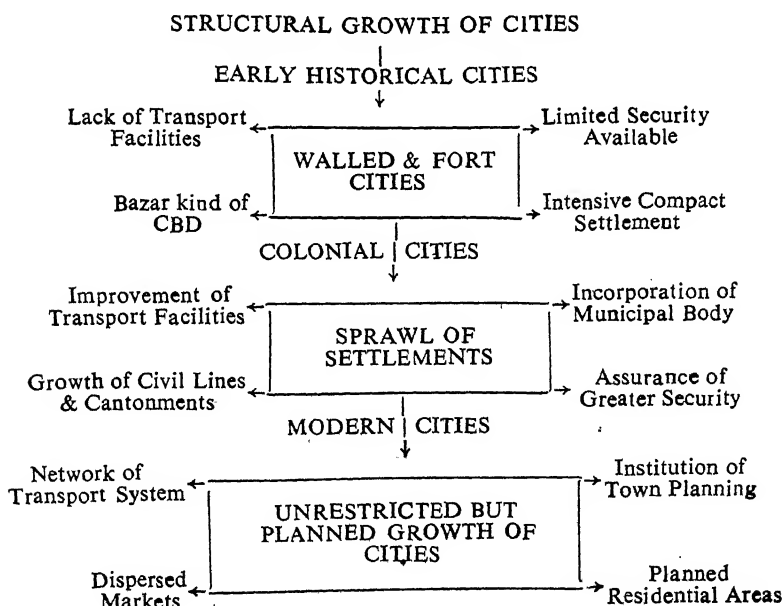 STRUCTURAL GROWTH OF CITIES
EARLY HISTORICAL CITIES
Lack of Transport
Facilities
Limited Security
Available
WALLED & FORT
CITIES
Bazar kind of
CBD
Intensive Compact
Settlement
COLONIAL CITIES
Improvement of
Transport Facilities
Incorporation of
Municipal Body
SPRAWL OF
SETTLEMENTS
Growth of Civil Lines
& Cantonments
Assurance of
Greater Security
MODERN CITIES
Network of
Transport System
Institution of
Town Planning
UNRESTRICTED BUT
PLANNED GROWTH OF
CITIES
Dispersed
Markets
Planned
Residential Areas